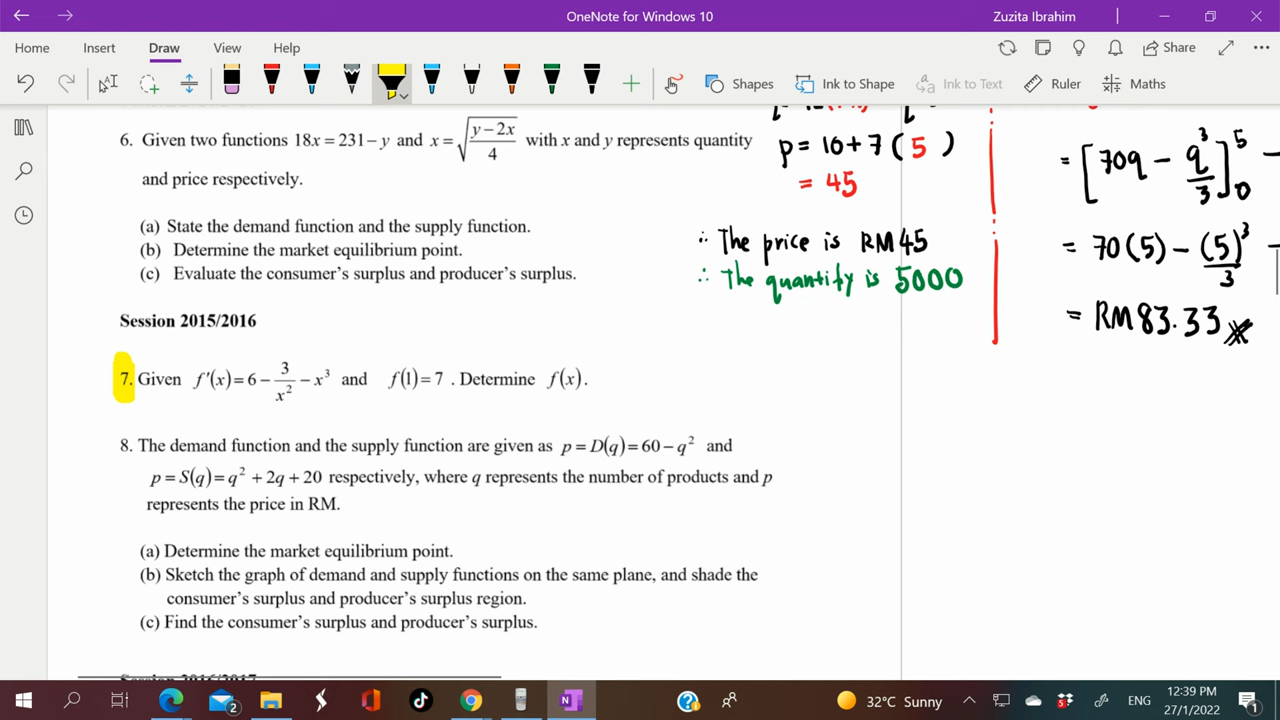 OneNote for Windows 10
Zuzita Ibrahim
Home Insert Draw View Help
Share
Shapes Ink to Shape Ink to Text Ruler Maths
6. Given two functions 18x = 231 − y and x = √((y − 2x)/4) with x and y represents quantity
and price respectively.
(a) State the demand function and the supply function.
(b) Determine the market equilibrium point.
(c) Evaluate the consumer's surplus and producer's surplus.
Session 2015/2016
7. Given f′(x) = 6 − 3/x² − x³ and f(1) = 7 . Determine f(x).
8. The demand function and the supply function are given as p = D(q) = 60 − q² and
p = S(q) = q² + 2q + 20 respectively, where q represents the number of products and p
represents the price in RM.
(a) Determine the market equilibrium point.
(b) Sketch the graph of demand and supply functions on the same plane, and shade the
consumer's surplus and producer's surplus region.
(c) Find the consumer's surplus and producer's surplus.
p = 10 + 7 ( 5 )
= 45
∴ The price is RM 45
∴ The quantity is 5000
= [70q − q³/3]₀⁵ −
= 70(5) − (5)³/3 −
= RM 83.33
32°C Sunny
ENG
12:39 PM
27/1/2022